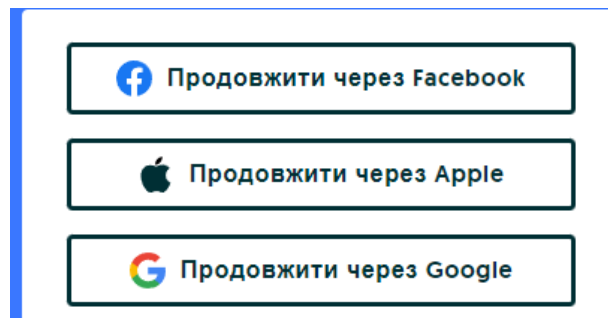 Продовжити через Facebook
Продовжити через Apple
Продовжити через Google